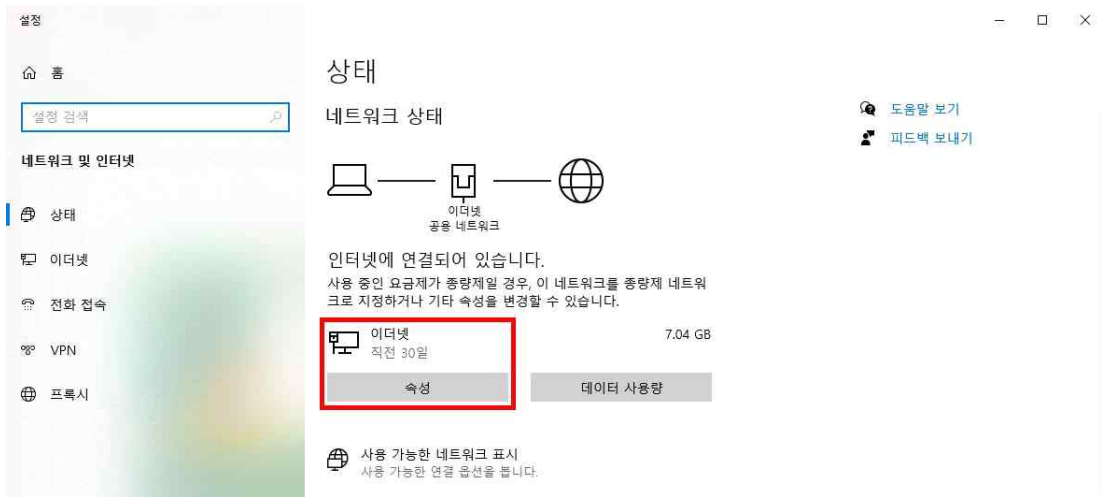 설정
홈
설정 검색
네트워크 및 인터넷
상태
이더넷
전화 접속
VPN
프록시
상태
네트워크 상태
이더넷
공용 네트워크
인터넷에 연결되어 있습니다.
사용 중인 요금제가 종량제일 경우, 이 네트워크를 종량제 네트워
크로 지정하거나 기타 속성을 변경할 수 있습니다.
이더넷
직전 30일
7.04 GB
속성
데이터 사용량
사용 가능한 네트워크 표시
사용 가능한 연결 옵션을 봅니다.
도움말 보기
피드백 보내기